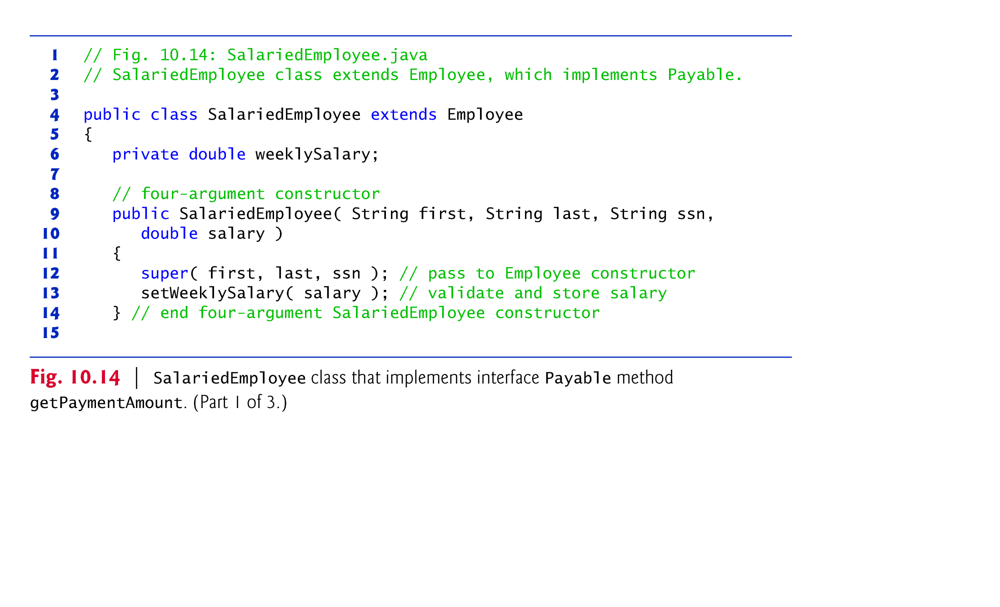 1 // Fig. 10.14: SalariedEmployee.java
2 // SalariedEmployee class extends Employee, which implements Payable.
3
4 public class SalariedEmployee extends Employee
5 {
6 private double weeklySalary;
7
8 // four-argument constructor
9 public SalariedEmployee( String first, String last, String ssn,
10 double salary )
11 {
12 super( first, last, ssn ); // pass to Employee constructor
13 setWeeklySalary( salary ); // validate and store salary
14 } // end four-argument SalariedEmployee constructor
15
Fig. 10.14 | SalariedEmployee class that implements interface Payable method
getPaymentAmount. (Part 1 of 3.)